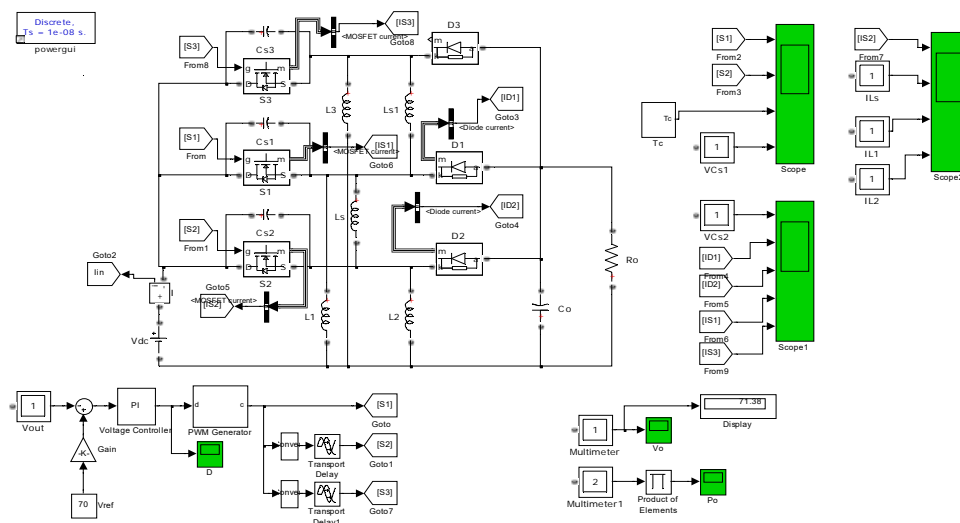 Discrete,
Ts = 1e-08 s.
powergui
[S3]
From8
Cs3
g
m
D
S
S3
<MOSFET current>
[IS3]
Goto8
D3
m
a
k
L3
Ls1
[ID1]
Goto3
<Diode current>
[S1]
From
Cs1
g
m
D
S
S1
<MOSFET current>
[IS1]
Goto6
D1
m
a
k
Ls
[ID2]
Goto4
<Diode current>
[S2]
From1
Cs2
g
m
D
S
S2
D2
m
a
k
Goto2
Iin
i
+
-
Goto5
<MOSFET current>
[IS2]
L1
L2
Vdc
+
Co
Ro
[S1]
From2
[S2]
From3
Tc
Tc
1
VCs1
Scope
[IS2]
From7
1
ILs
1
IL1
1
IL2
Scope2
1
VCs2
[ID1]
From4
[ID2]
From5
[IS1]
From6
[IS3]
From9
Scope1
1
Vout
PI
Voltage Controller
d
c
PWM Generator
D
-K-
Gain
70
Vref
[S1]
Goto
Transport
Delay
[S2]
Goto1
Transport
Delay1
[S3]
Goto7
1
Multimeter
Vo
71.38
Display
2
Multimeter1
Product of
Elements
Po